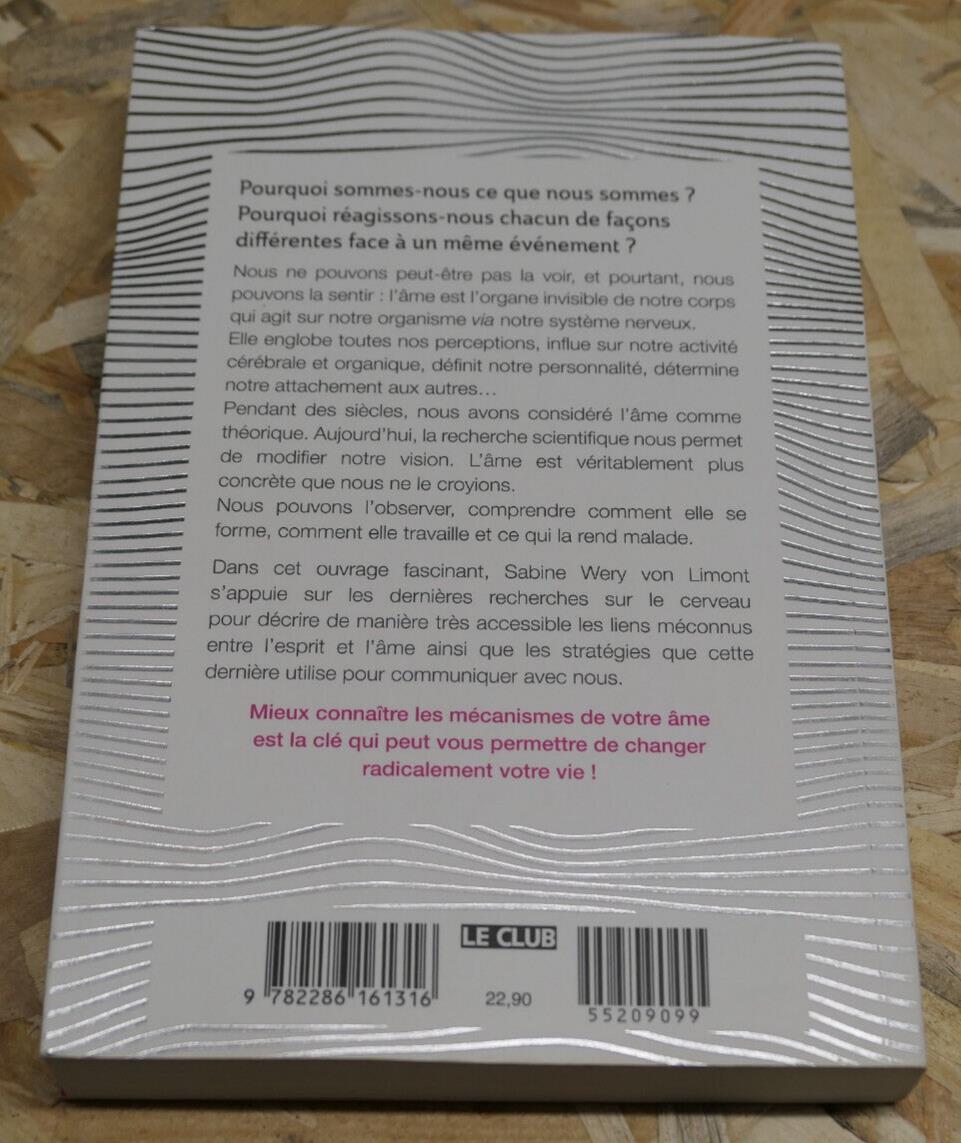 Pourquoi sommes-nous ce que nous sommes ?
Pourquoi réagissons-nous chacun de façons
différentes face à un même événement ?
Nous ne pouvons peut-être pas la voir, et pourtant, nous
pouvons la sentir : l'âme est l'organe invisible de notre corps
qui agit sur notre organisme via notre système nerveux.
Elle englobe toutes nos perceptions, influe sur notre activité
cérébrale et organique, définit notre personnalité, détermine
notre attachement aux autres...
Pendant des siècles, nous avons considéré l'âme comme
théorique. Aujourd'hui, la recherche scientifique nous permet
de modifier notre vision. L'âme est véritablement plus
concrète que nous ne le croyions.
Nous pouvons l'observer, comprendre comment elle se
forme, comment elle travaille et ce qui la rend malade.
Dans cet ouvrage fascinant, Sabine Wery von Limont
s'appuie sur les dernières recherches sur le cerveau
pour décrire de manière très accessible les liens méconnus
entre l'esprit et l'âme ainsi que les stratégies que cette
dernière utilise pour communiquer avec nous.
Mieux connaître les mécanismes de votre âme
est la clé qui peut vous permettre de changer
radicalement votre vie !
LE CLUB
9 782286 161316
22,90
55209099